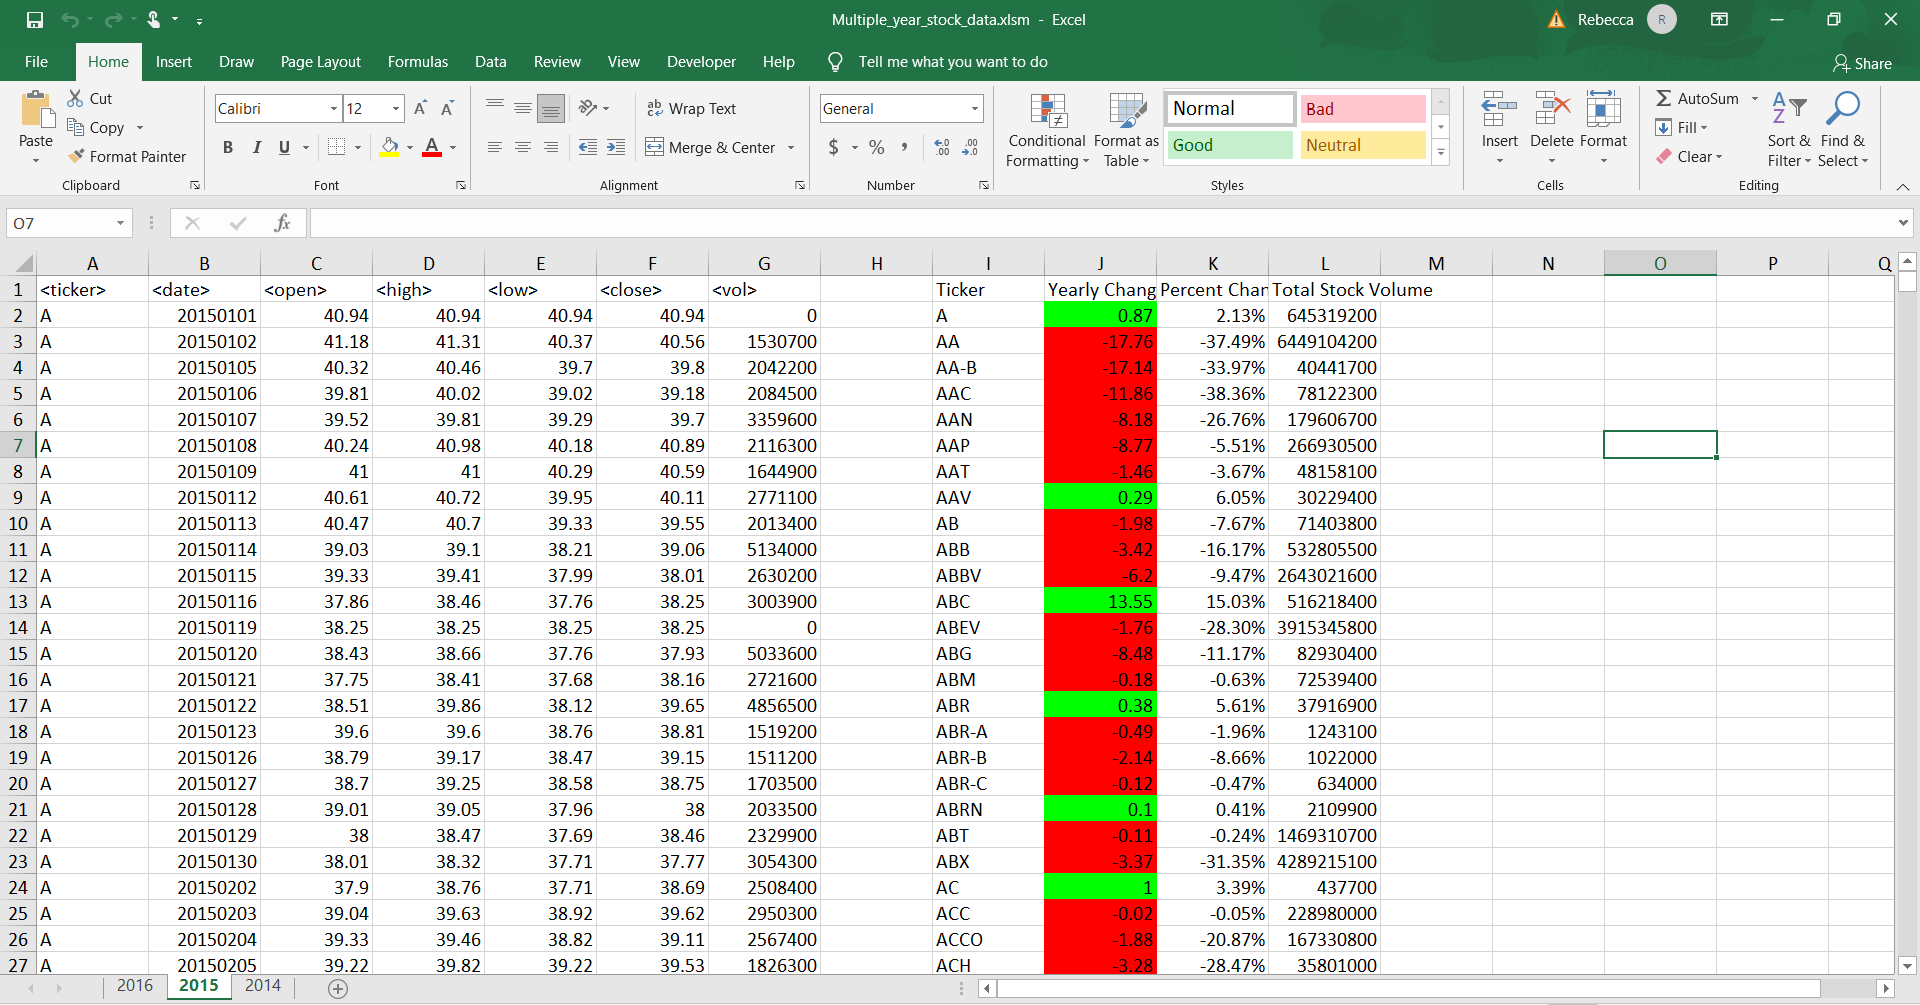 Multiple_year_stock_data.xlsm - Excel
Rebecca
R
File Home Insert Draw Page Layout Formulas Data Review View Developer Help Tell me what you want to do Share
Paste
Cut
Copy
Format Painter
Clipboard
Calibri 12
B I U
Font
Wrap Text
Merge & Center
Alignment
General
$ % ,
Number
Conditional Formatting
Format as Table
Normal Bad
Good Neutral
Styles
Insert Delete Format
Cells
AutoSum
Fill
Clear
Sort & Filter
Find & Select
Editing
O7 fx
A B C D E F G H I J K L M N O P Q
1 <ticker> <date> <open> <high> <low> <close> <vol> Ticker Yearly Chang Percent Chan Total Stock Volume
2 A 20150101 40.94 40.94 40.94 40.94 0 A 0.87 2.13% 645319200
3 A 20150102 41.18 41.31 40.37 40.56 1530700 AA -17.76 -37.49% 6449104200
4 A 20150105 40.32 40.46 39.7 39.8 2042200 AA-B -17.14 -33.97% 40441700
5 A 20150106 39.81 40.02 39.02 39.18 2084500 AAC -11.86 -38.36% 78122300
6 A 20150107 39.52 39.81 39.29 39.7 3359600 AAN -8.18 -26.76% 179606700
7 A 20150108 40.24 40.98 40.18 40.89 2116300 AAP -8.77 -5.51% 266930500
8 A 20150109 41 41 40.29 40.59 1644900 AAT -1.46 -3.67% 48158100
9 A 20150112 40.61 40.72 39.95 40.11 2771100 AAV 0.29 6.05% 30229400
10 A 20150113 40.47 40.7 39.33 39.55 2013400 AB -1.98 -7.67% 71403800
11 A 20150114 39.03 39.1 38.21 39.06 5134000 ABB -3.42 -16.17% 532805500
12 A 20150115 39.33 39.41 37.99 38.01 2630200 ABBV -6.2 -9.47% 2643021600
13 A 20150116 37.86 38.46 37.76 38.25 3003900 ABC 13.55 15.03% 516218400
14 A 20150119 38.25 38.25 38.25 38.25 0 ABEV -1.76 -28.30% 3915345800
15 A 20150120 38.43 38.66 37.76 37.93 5033600 ABG -8.48 -11.17% 82930400
16 A 20150121 37.75 38.41 37.68 38.16 2721600 ABM -0.18 -0.63% 72539400
17 A 20150122 38.51 39.86 38.12 39.65 4856500 ABR 0.38 5.61% 37916900
18 A 20150123 39.6 39.6 38.76 38.81 1519200 ABR-A -0.49 -1.96% 1243100
19 A 20150126 38.79 39.17 38.47 39.15 1511200 ABR-B -2.14 -8.66% 1022000
20 A 20150127 38.7 39.25 38.58 38.75 1703500 ABR-C -0.12 -0.47% 634000
21 A 20150128 39.01 39.05 37.96 38 2033500 ABRN 0.1 0.41% 2109900
22 A 20150129 38 38.47 37.69 38.46 2329900 ABT -0.11 -0.24% 1469310700
23 A 20150130 38.01 38.32 37.71 37.77 3054300 ABX -3.37 -31.35% 4289215100
24 A 20150202 37.9 38.76 37.71 38.69 2508400 AC 1 3.39% 437700
25 A 20150203 39.04 39.63 38.92 39.62 2950300 ACC -0.02 -0.05% 228980000
26 A 20150204 39.33 39.46 38.82 39.11 2567400 ACCO -1.88 -20.87% 167330800
27 A 20150205 39.22 39.82 39.22 39.53 1826300 ACH -3.28 -28.47% 35801000
2016 2015 2014